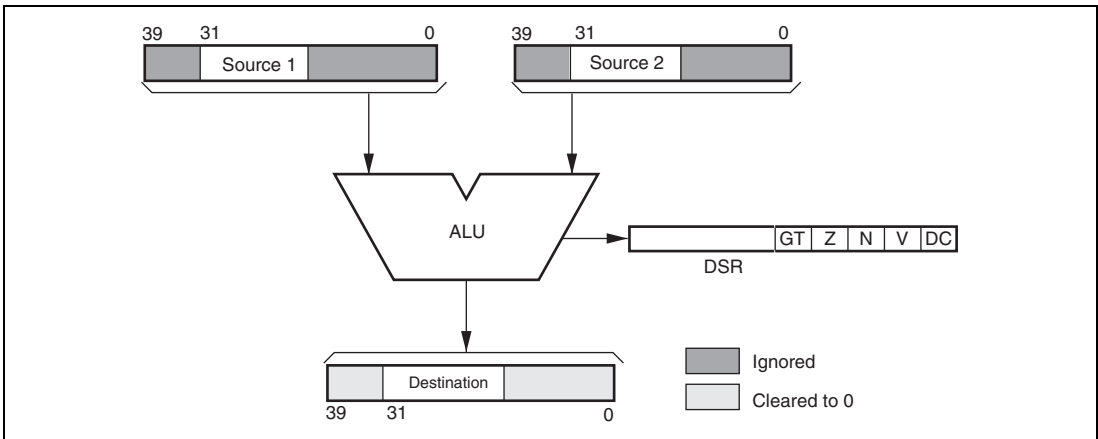 39 31 0
Source 1
39 31 0
Source 2
ALU
GT Z N V DC
DSR
Destination
39 31 0
Ignored
Cleared to 0